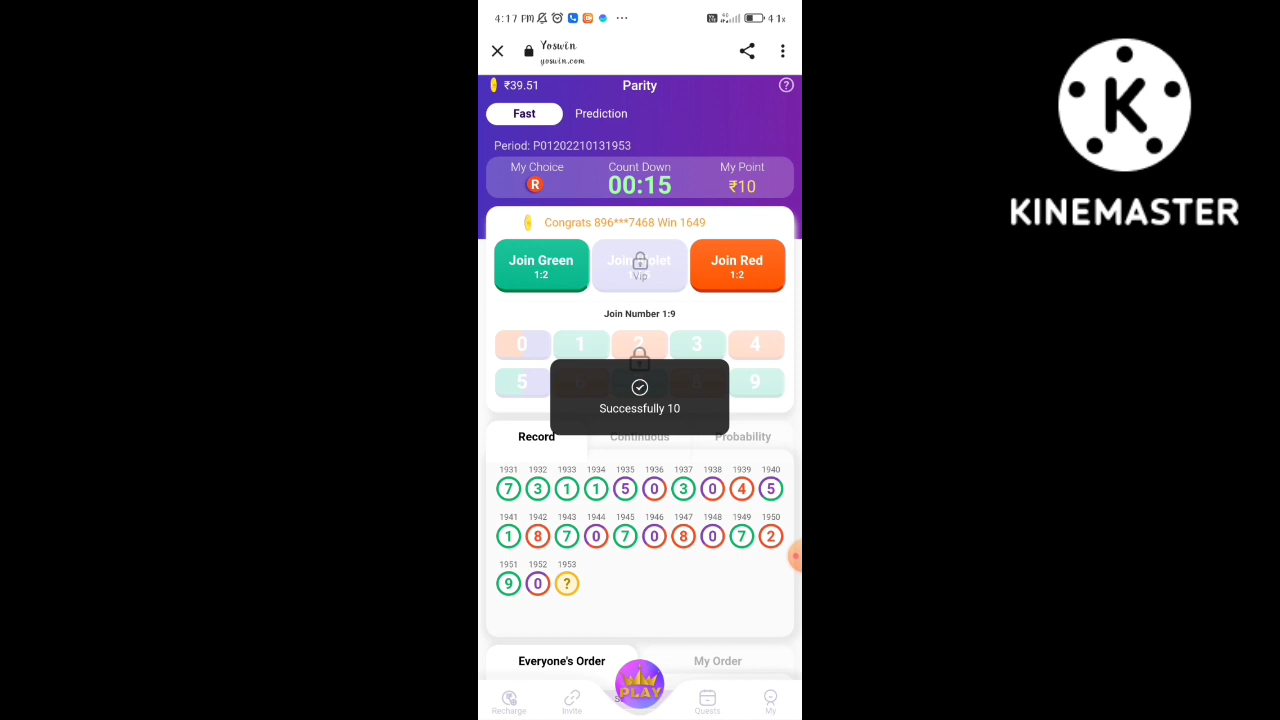 4:17 PM
41x
Yoswin
yoswin.com
₹39.51
Parity
?
Fast
Prediction
Period: P01202210131953
My Choice
Count Down
My Point
R
00:15
₹10
Congrats 896***7468 Win 1649
Join Green
1:2
Vip
Join Red
1:2
Join Number 1:9
0 1 2 3 4
5 9
Successfully 10
Record
Continuous
Probability
1931 1932 1933 1934 1935 1936 1937 1938 1939 1940
7 3 1 1 5 0 3 0 4 5
1941 1942 1943 1944 1945 1946 1947 1948 1949 1950
1 8 7 0 7 0 8 0 7 2
1951 1952 1953
9 0 ?
Everyone's Order
My Order
PLAY
Recharge
Invite
Quests
My
K
KINEMASTER